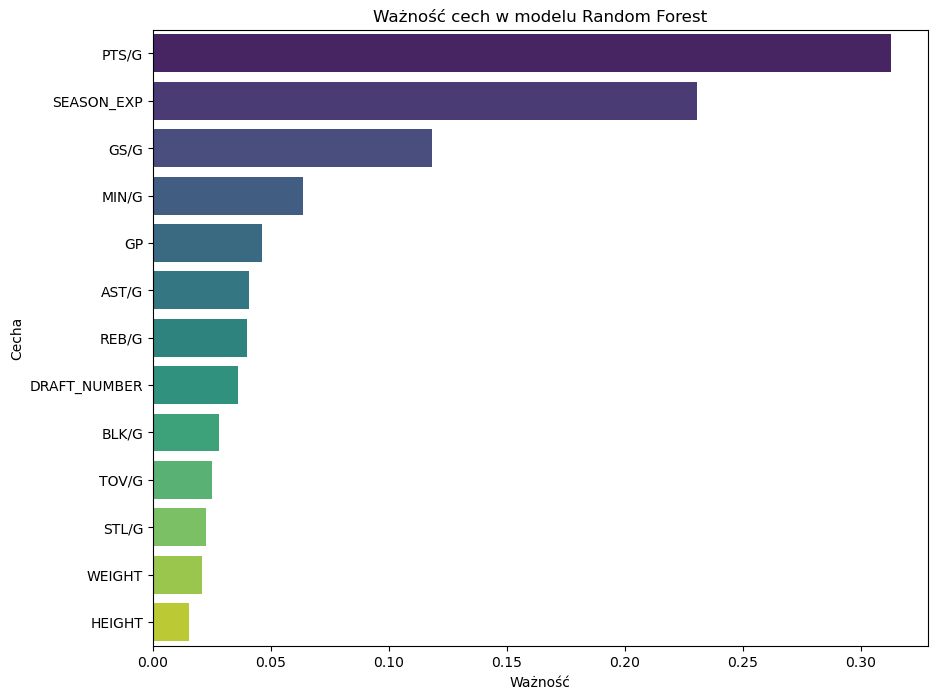 Ważność cech w modelu Random Forest
PTS/G
SEASON_EXP
GS/G
MIN/G
GP
AST/G
REB/G
DRAFT_NUMBER
BLK/G
TOV/G
STL/G
WEIGHT
HEIGHT
Cecha
0.00
0.05
0.10
0.15
0.20
0.25
0.30
Ważność